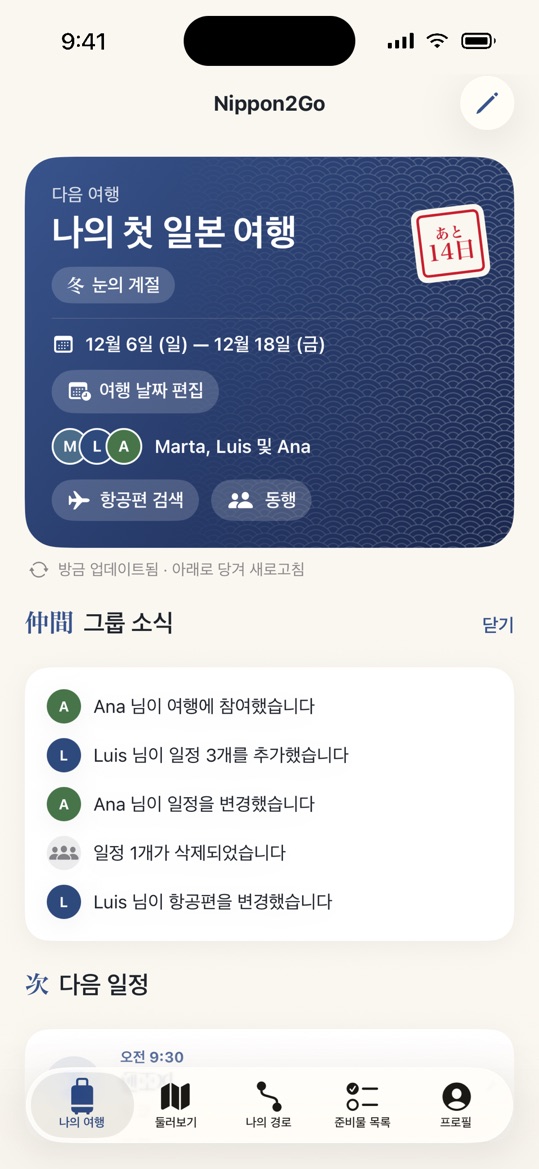 9:41
Nippon2Go
다음 여행
나의 첫 일본 여행
あと
14日
冬 눈의 계절
12월 6일 (일) — 12월 18일 (금)
여행 날짜 편집
M L A Marta, Luis 및 Ana
항공편 검색 동행
방금 업데이트됨 · 아래로 당겨 새로고침
仲間 그룹 소식 닫기
A Ana 님이 여행에 참여했습니다
L Luis 님이 일정 3개를 추가했습니다
A Ana 님이 일정을 변경했습니다
일정 1개가 삭제되었습니다
L Luis 님이 항공편을 변경했습니다
次 다음 일정
오전 9:30
나의 여행 둘러보기 나의 경로 준비물 목록 프로필